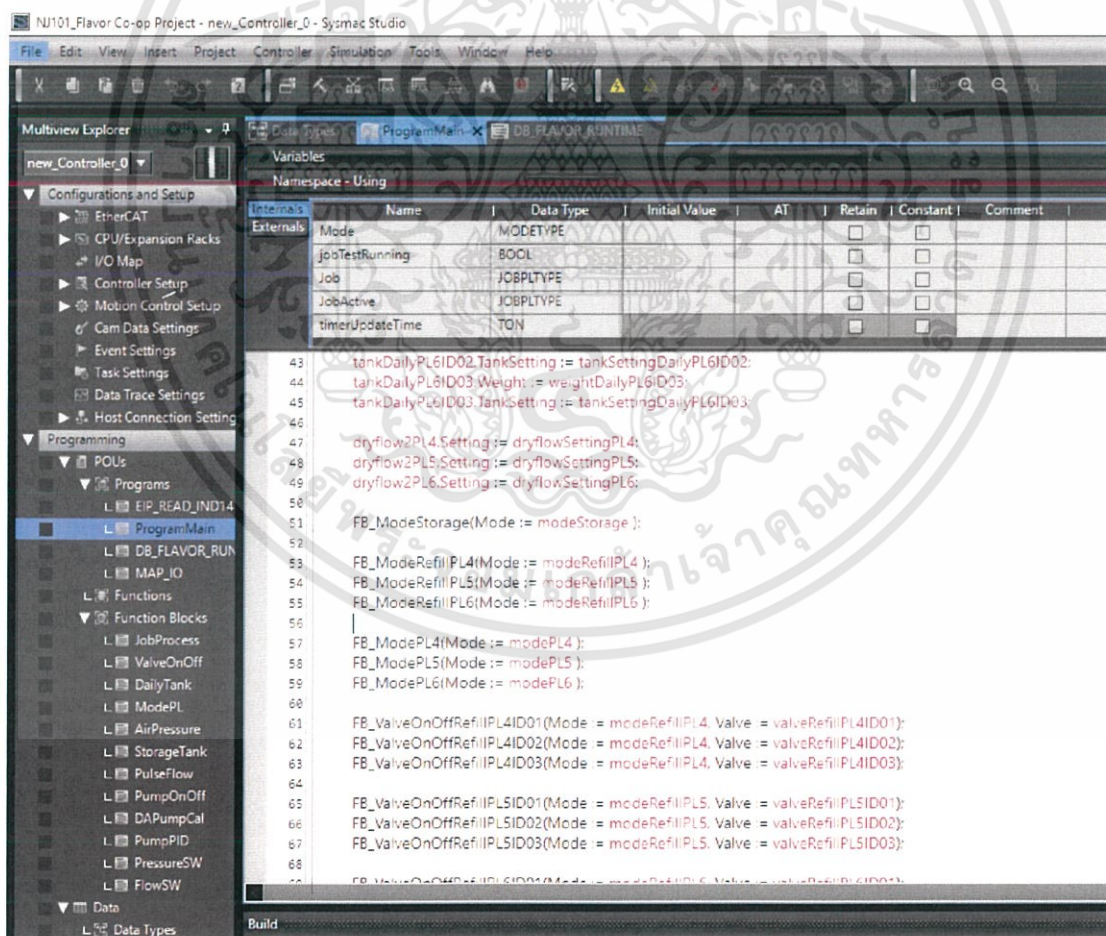 NJ101_Flavor Co-op Project - new_Controller_0 - Sysmac Studio
File Edit View Insert Project Controller Simulation Tools Window Help
Multiview Explorer
new_Controller_0
Configurations and Setup
EtherCAT
CPU/Expansion Racks
I/O Map
Controller Setup
Motion Control Setup
Cam Data Settings
Event Settings
Task Settings
Data Trace Settings
Host Connection Setting
Programming
POUs
Programs
EIP_READ_IND14
ProgramMain
DB_FLAVOR_RUN
MAP_IO
Functions
Function Blocks
JobProcess
ValveOnOff
DailyTank
ModePL
AirPressure
StorageTank
PulseFlow
PumpOnOff
DAPumpCal
PumpPID
PressureSW
FlowSW
Data
Data Types
Data Types ProgramMain DB_FLAVOR_RUNTIME
Variables
Namespace - Using
Internals Name Data Type Initial Value AT Retain Constant Comment
Externals Mode MODETYPE
jobTestRunning BOOL
Job JOBPLTYPE
JobActive JOBPLTYPE
timerUpdateTime TON
43 tankDailyPL6ID02.TankSetting := tankSettingDailyPL6ID02;
44 tankDailyPL6ID03.Weight := weightDailyPL6ID03;
45 tankDailyPL6ID03.TankSetting := tankSettingDailyPL6ID03;
46
47 dryflow2PL4.Setting := dryflowSettingPL4;
48 dryflow2PL5.Setting := dryflowSettingPL5;
49 dryflow2PL6.Setting := dryflowSettingPL6;
50
51 FB_ModeStorage(Mode := modeStorage );
52
53 FB_ModeRefillPL4(Mode := modeRefillPL4 );
54 FB_ModeRefillPL5(Mode := modeRefillPL5 );
55 FB_ModeRefillPL6(Mode := modeRefillPL6 );
56
57 FB_ModePL4(Mode := modePL4 );
58 FB_ModePL5(Mode := modePL5 );
59 FB_ModePL6(Mode := modePL6 );
60
61 FB_ValveOnOffRefillPL4ID01(Mode := modeRefillPL4, Valve := valveRefillPL4ID01);
62 FB_ValveOnOffRefillPL4ID02(Mode := modeRefillPL4, Valve := valveRefillPL4ID02);
63 FB_ValveOnOffRefillPL4ID03(Mode := modeRefillPL4, Valve := valveRefillPL4ID03);
64
65 FB_ValveOnOffRefillPL5ID01(Mode := modeRefillPL5, Valve := valveRefillPL5ID01);
66 FB_ValveOnOffRefillPL5ID02(Mode := modeRefillPL5, Valve := valveRefillPL5ID02);
67 FB_ValveOnOffRefillPL5ID03(Mode := modeRefillPL5, Valve := valveRefillPL5ID03);
68
Build